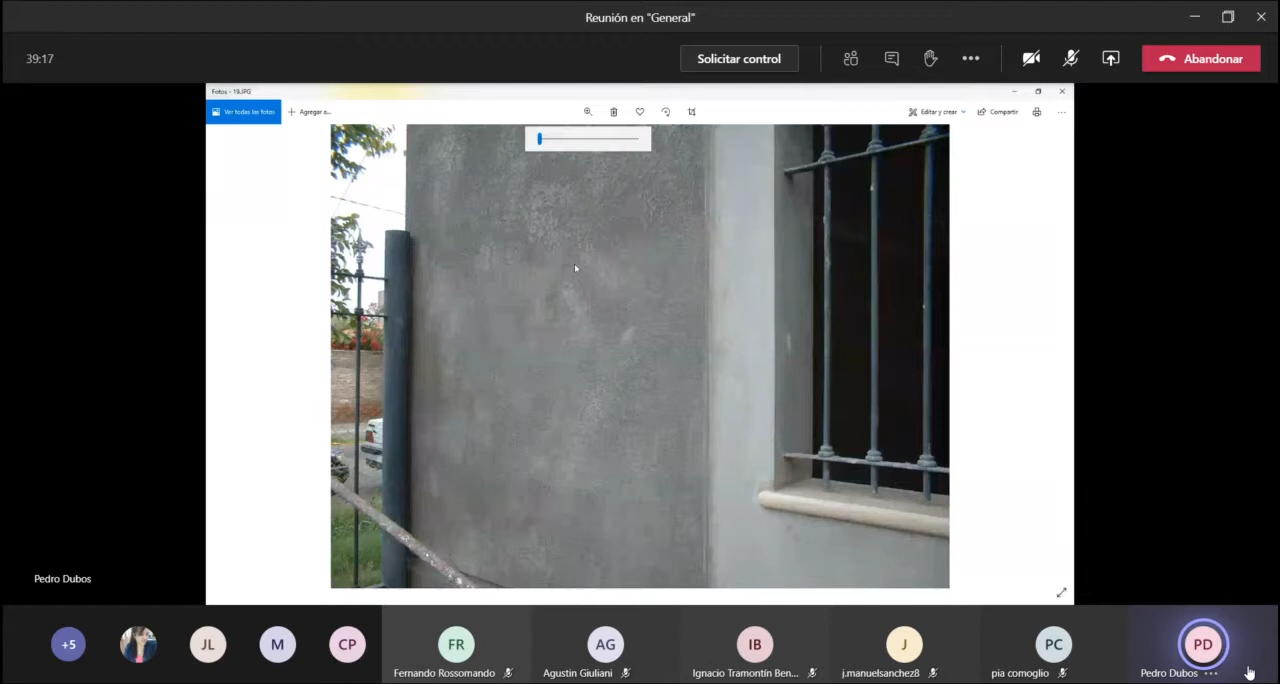 Reunión en "General"
39:17
Solicitar control
Abandonar
Fotos - 19.JPG
Ver todas las fotos
Agregar a...
Editar y crear
Compartir
Pedro Dubos
+5
JL
M
CP
FR
AG
IB
J
PC
PD
Fernando Rossomando
Agustin Giuliani
Ignacio Tramontín Ben...
j.manuelsanchez8
pia comoglio
Pedro Dubos